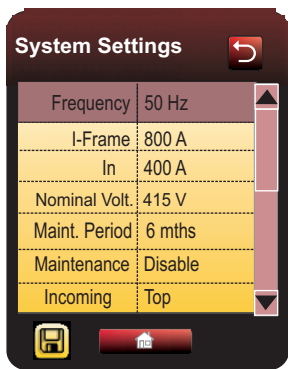 System Settings
Frequency 50 Hz
I-Frame 800 A
In 400 A
Nominal Volt. 415 V
Maint. Period 6 mths
Maintenance Disable
Incoming Top